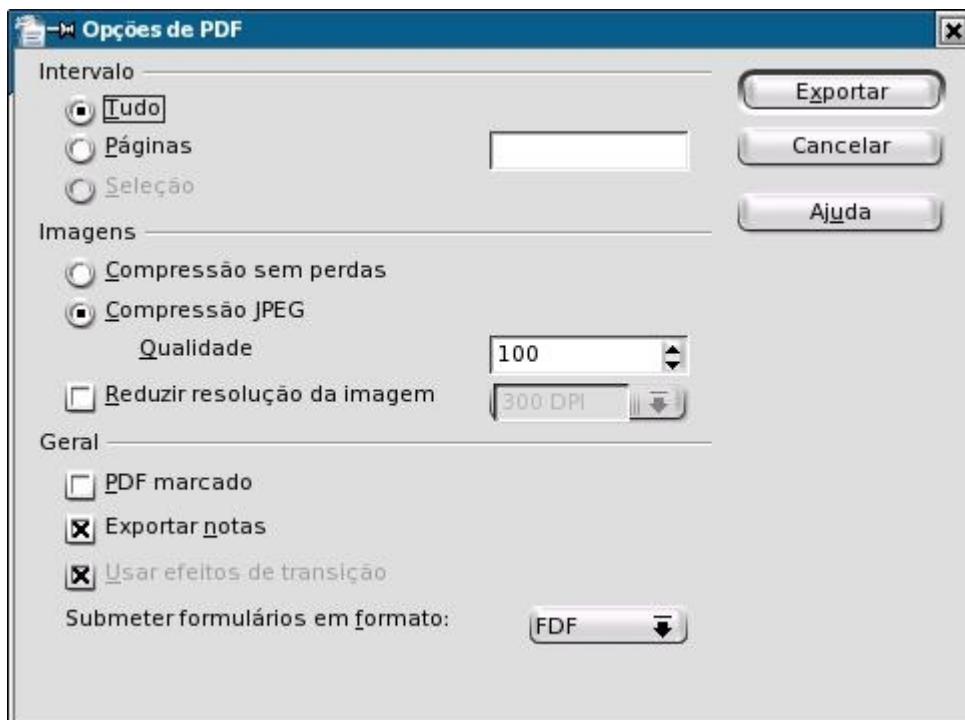 Opções de PDF
Intervalo
Tudo
Páginas
Seleção
Imagens
Compressão sem perdas
Compressão JPEG
Qualidade 100
Reduzir resolução da imagem 300 DPI
Geral
PDF marcado
Exportar notas
Usar efeitos de transição
Submeter formulários em formato: FDF
Exportar
Cancelar
Ajuda